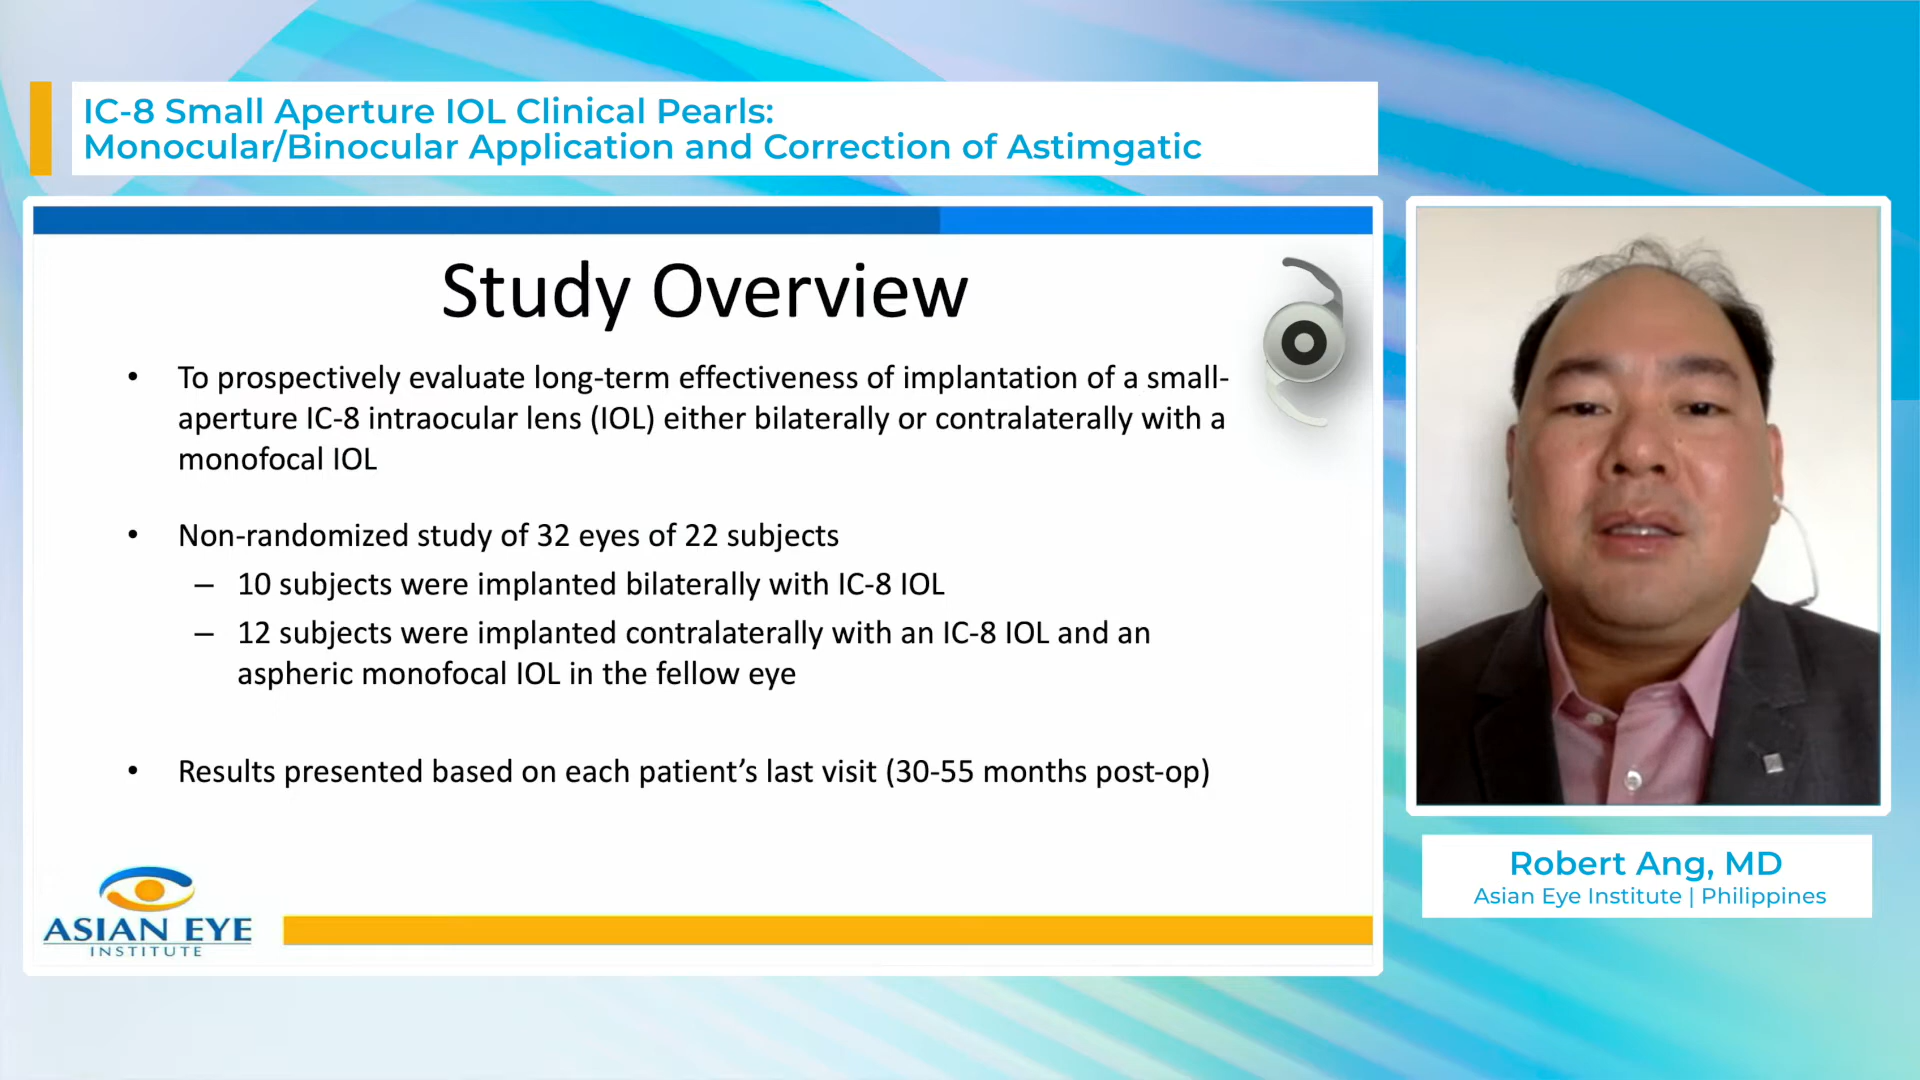 IC-8 Small Aperture IOL Clinical Pearls:
Monocular/Binocular Application and Correction of Astimgatic
Study Overview
• To prospectively evaluate long-term effectiveness of implantation of a small-
aperture IC-8 intraocular lens (IOL) either bilaterally or contralaterally with a
monofocal IOL
• Non-randomized study of 32 eyes of 22 subjects
– 10 subjects were implanted bilaterally with IC-8 IOL
– 12 subjects were implanted contralaterally with an IC-8 IOL and an
aspheric monofocal IOL in the fellow eye
• Results presented based on each patient’s last visit (30-55 months post-op)
ASIAN EYE
INSTITUTE
Robert Ang, MD
Asian Eye Institute | Philippines